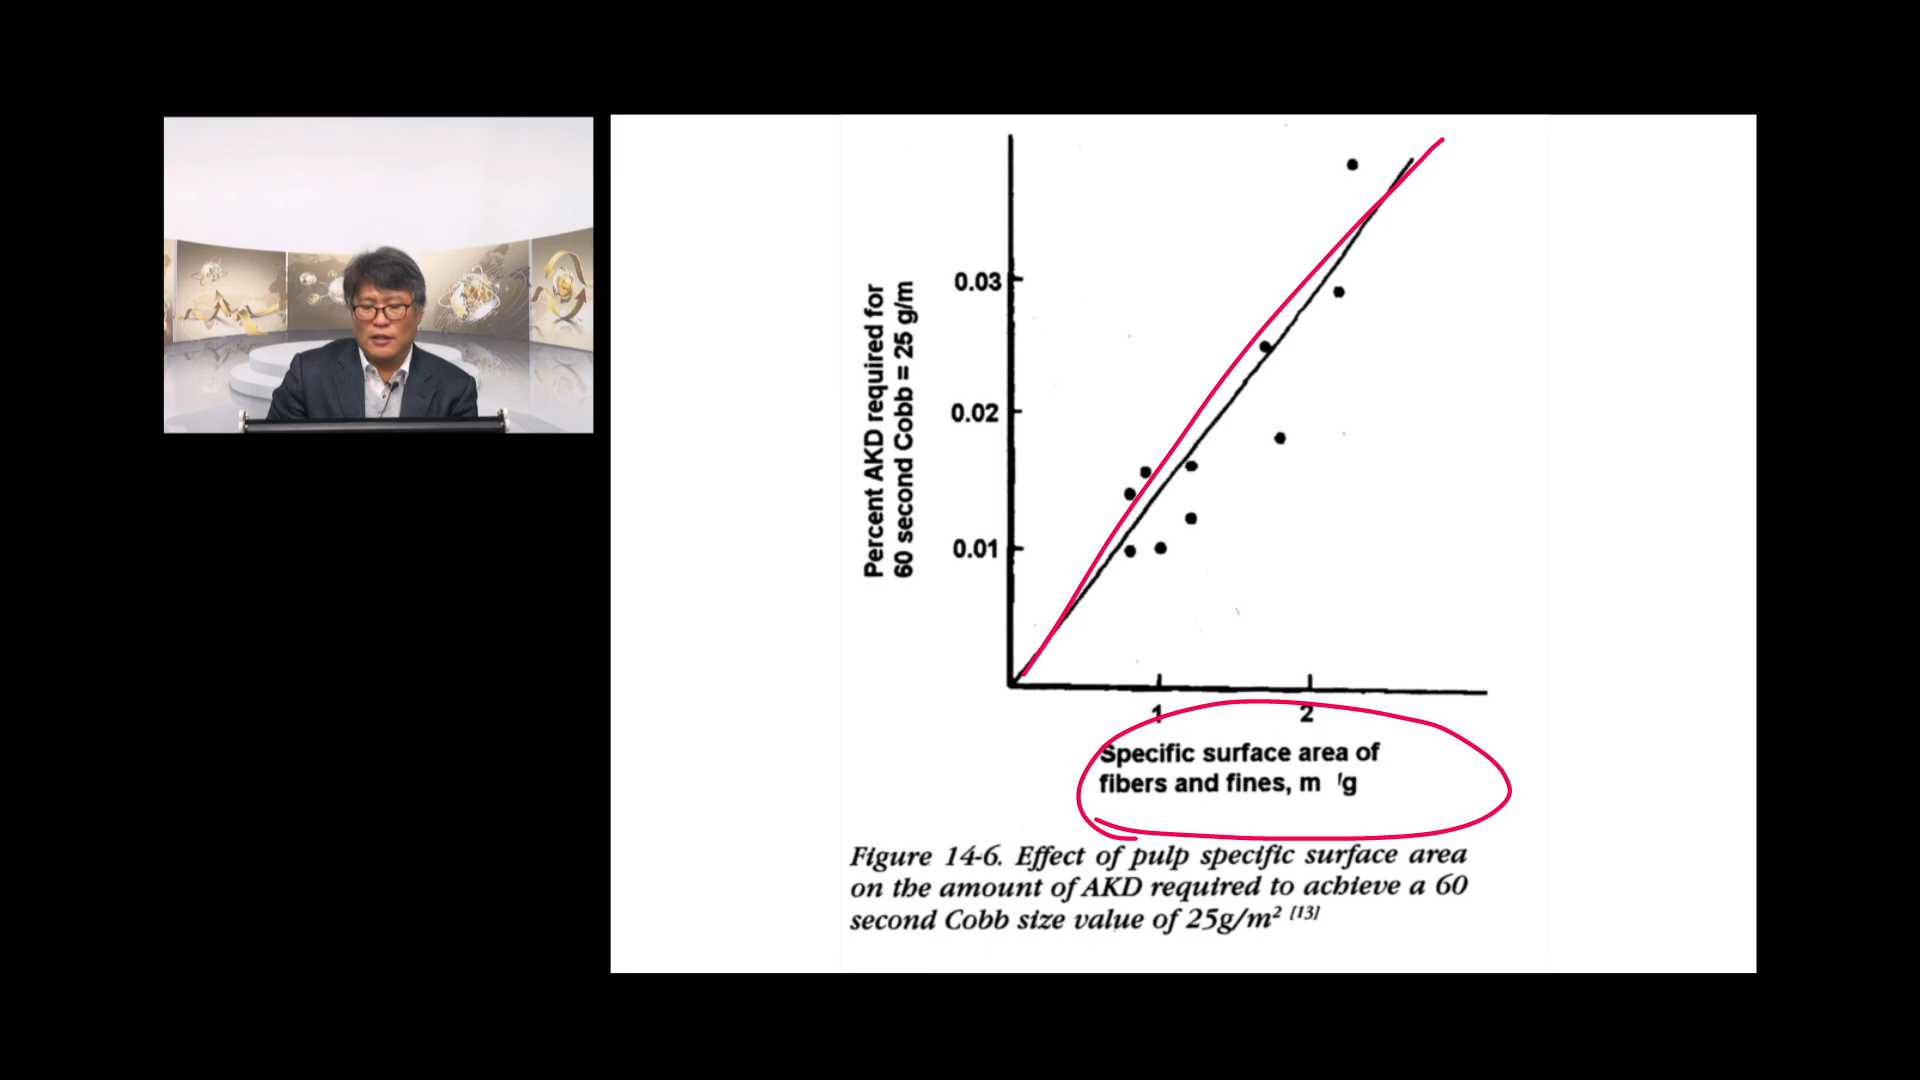 Percent AKD required for
60 second Cobb = 25 g/m
0.03
0.02
0.01
1
2
Specific surface area of
fibers and fines, m /g
Figure 14-6. Effect of pulp specific surface area
on the amount of AKD required to achieve a 60
second Cobb size value of 25g/m² [13]